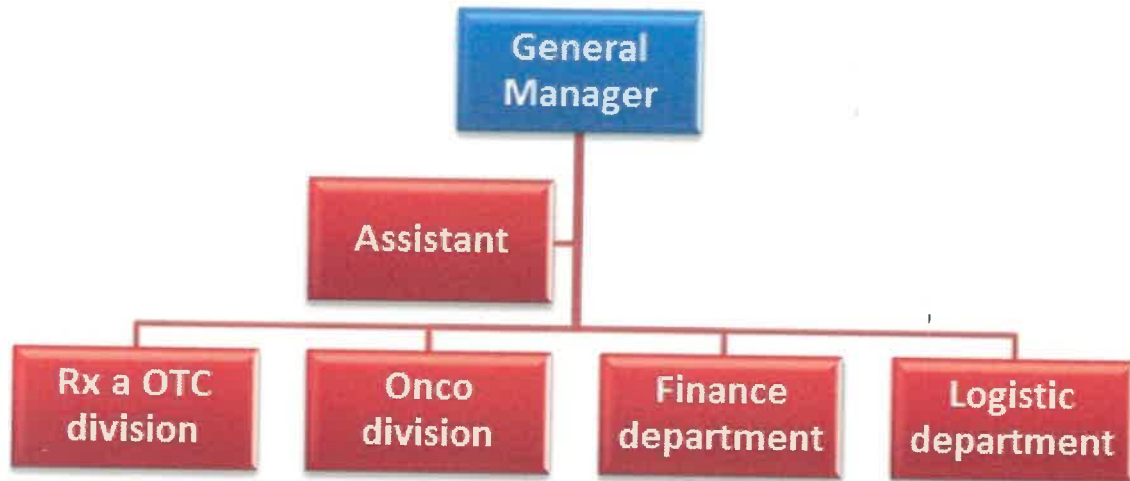 General
Manager
Assistant
Rx a OTC
division
Onco
division
Finance
department
Logistic
department